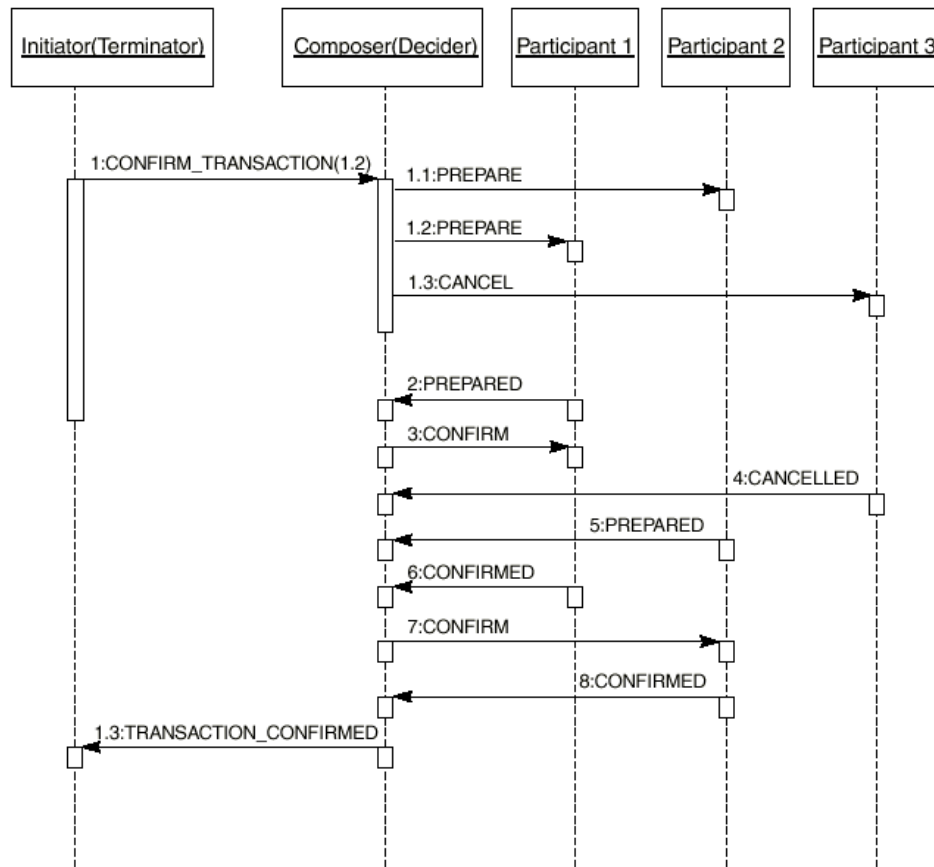 Initiator(Terminator)
Composer(Decider)
Participant 1
Participant 2
Participant 3
1:CONFIRM_TRANSACTION(1.2)
1.1:PREPARE
1.2:PREPARE
1.3:CANCEL
2:PREPARED
3:CONFIRM
4:CANCELLED
5:PREPARED
6:CONFIRMED
7:CONFIRM
8:CONFIRMED
1.3:TRANSACTION_CONFIRMED